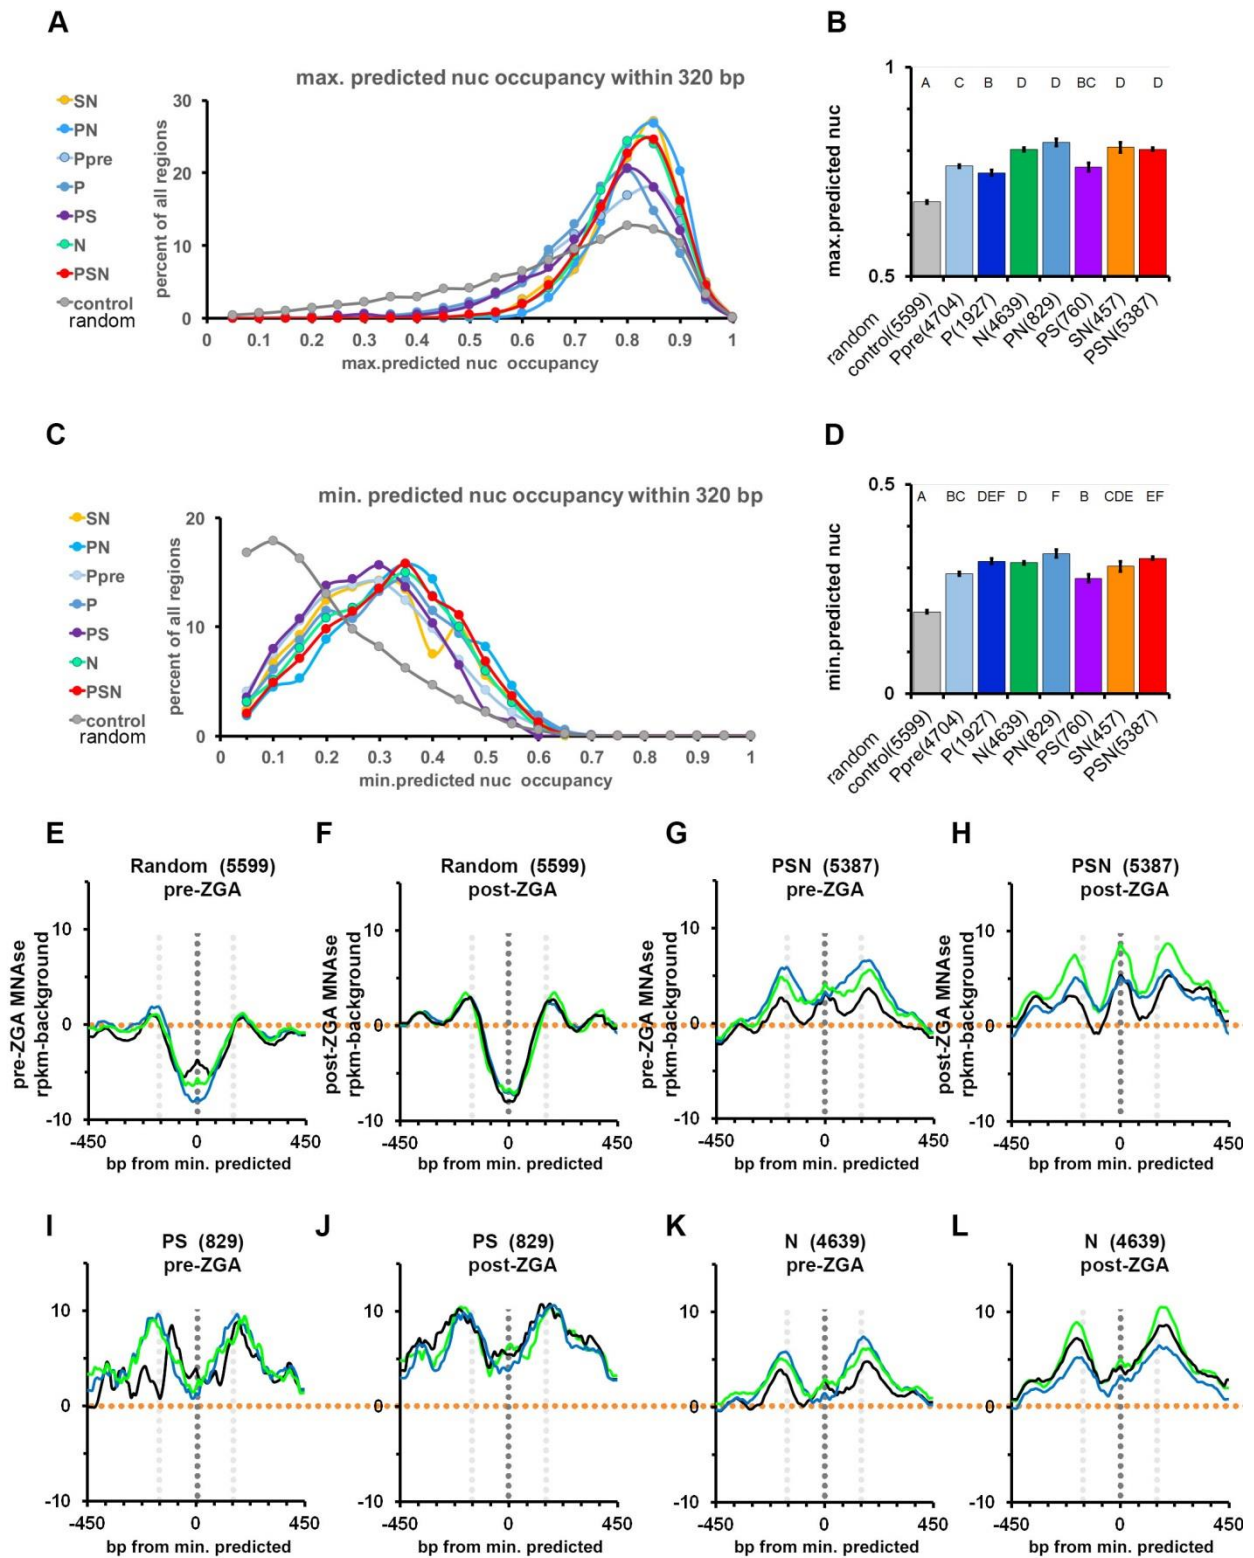 A
max. predicted nuc occupancy within 320 bp
SN
PN
Ppre
P
PS
N
PSN
control
random
percent of all regions
30
20
10
0
0 0.1 0.2 0.3 0.4 0.5 0.6 0.7 0.8 0.9 1
max.predicted nuc occupancy
B
max.predicted nuc
1
0.5
A C B D D BC D D
random
control(5599)
Ppre(4704)
P(1927)
N(4639)
PN(829)
PS(760)
SN(457)
PSN(5387)
C
min. predicted nuc occupancy within 320 bp
SN
PN
Ppre
P
PS
N
PSN
control
random
percent of all regions
20
10
0
0 0.1 0.2 0.3 0.4 0.5 0.6 0.7 0.8 0.9 1
min.predicted nuc occupancy
D
min.predicted nuc
0.5
0
A BC DEF D F B CDE EF
random
control(5599)
Ppre(4704)
P(1927)
N(4639)
PN(829)
PS(760)
SN(457)
PSN(5387)
E
Random (5599)
pre-ZGA
pre-ZGA MNAse
rpkm-background
10
0
-10
-450 0 450
bp from min. predicted
F
Random (5599)
post-ZGA
post-ZGA MNAse
rpkm-background
10
0
-10
-450 0 450
bp from min. predicted
G
PSN (5387)
pre-ZGA
pre-ZGA MNAse
rpkm-background
10
0
-10
-450 0 450
bp from min. predicted
H
PSN (5387)
post-ZGA
post-ZGA MNAse
rpkm-background
10
0
-10
-450 0 450
bp from min. predicted
I
PS (829)
pre-ZGA
10
0
-10
-450 0 450
bp from min. predicted
J
PS (829)
post-ZGA
10
0
-10
-450 0 450
bp from min. predicted
K
N (4639)
pre-ZGA
10
0
-10
-450 0 450
bp from min. predicted
L
N (4639)
post-ZGA
10
0
-10
-450 0 450
bp from min. predicted